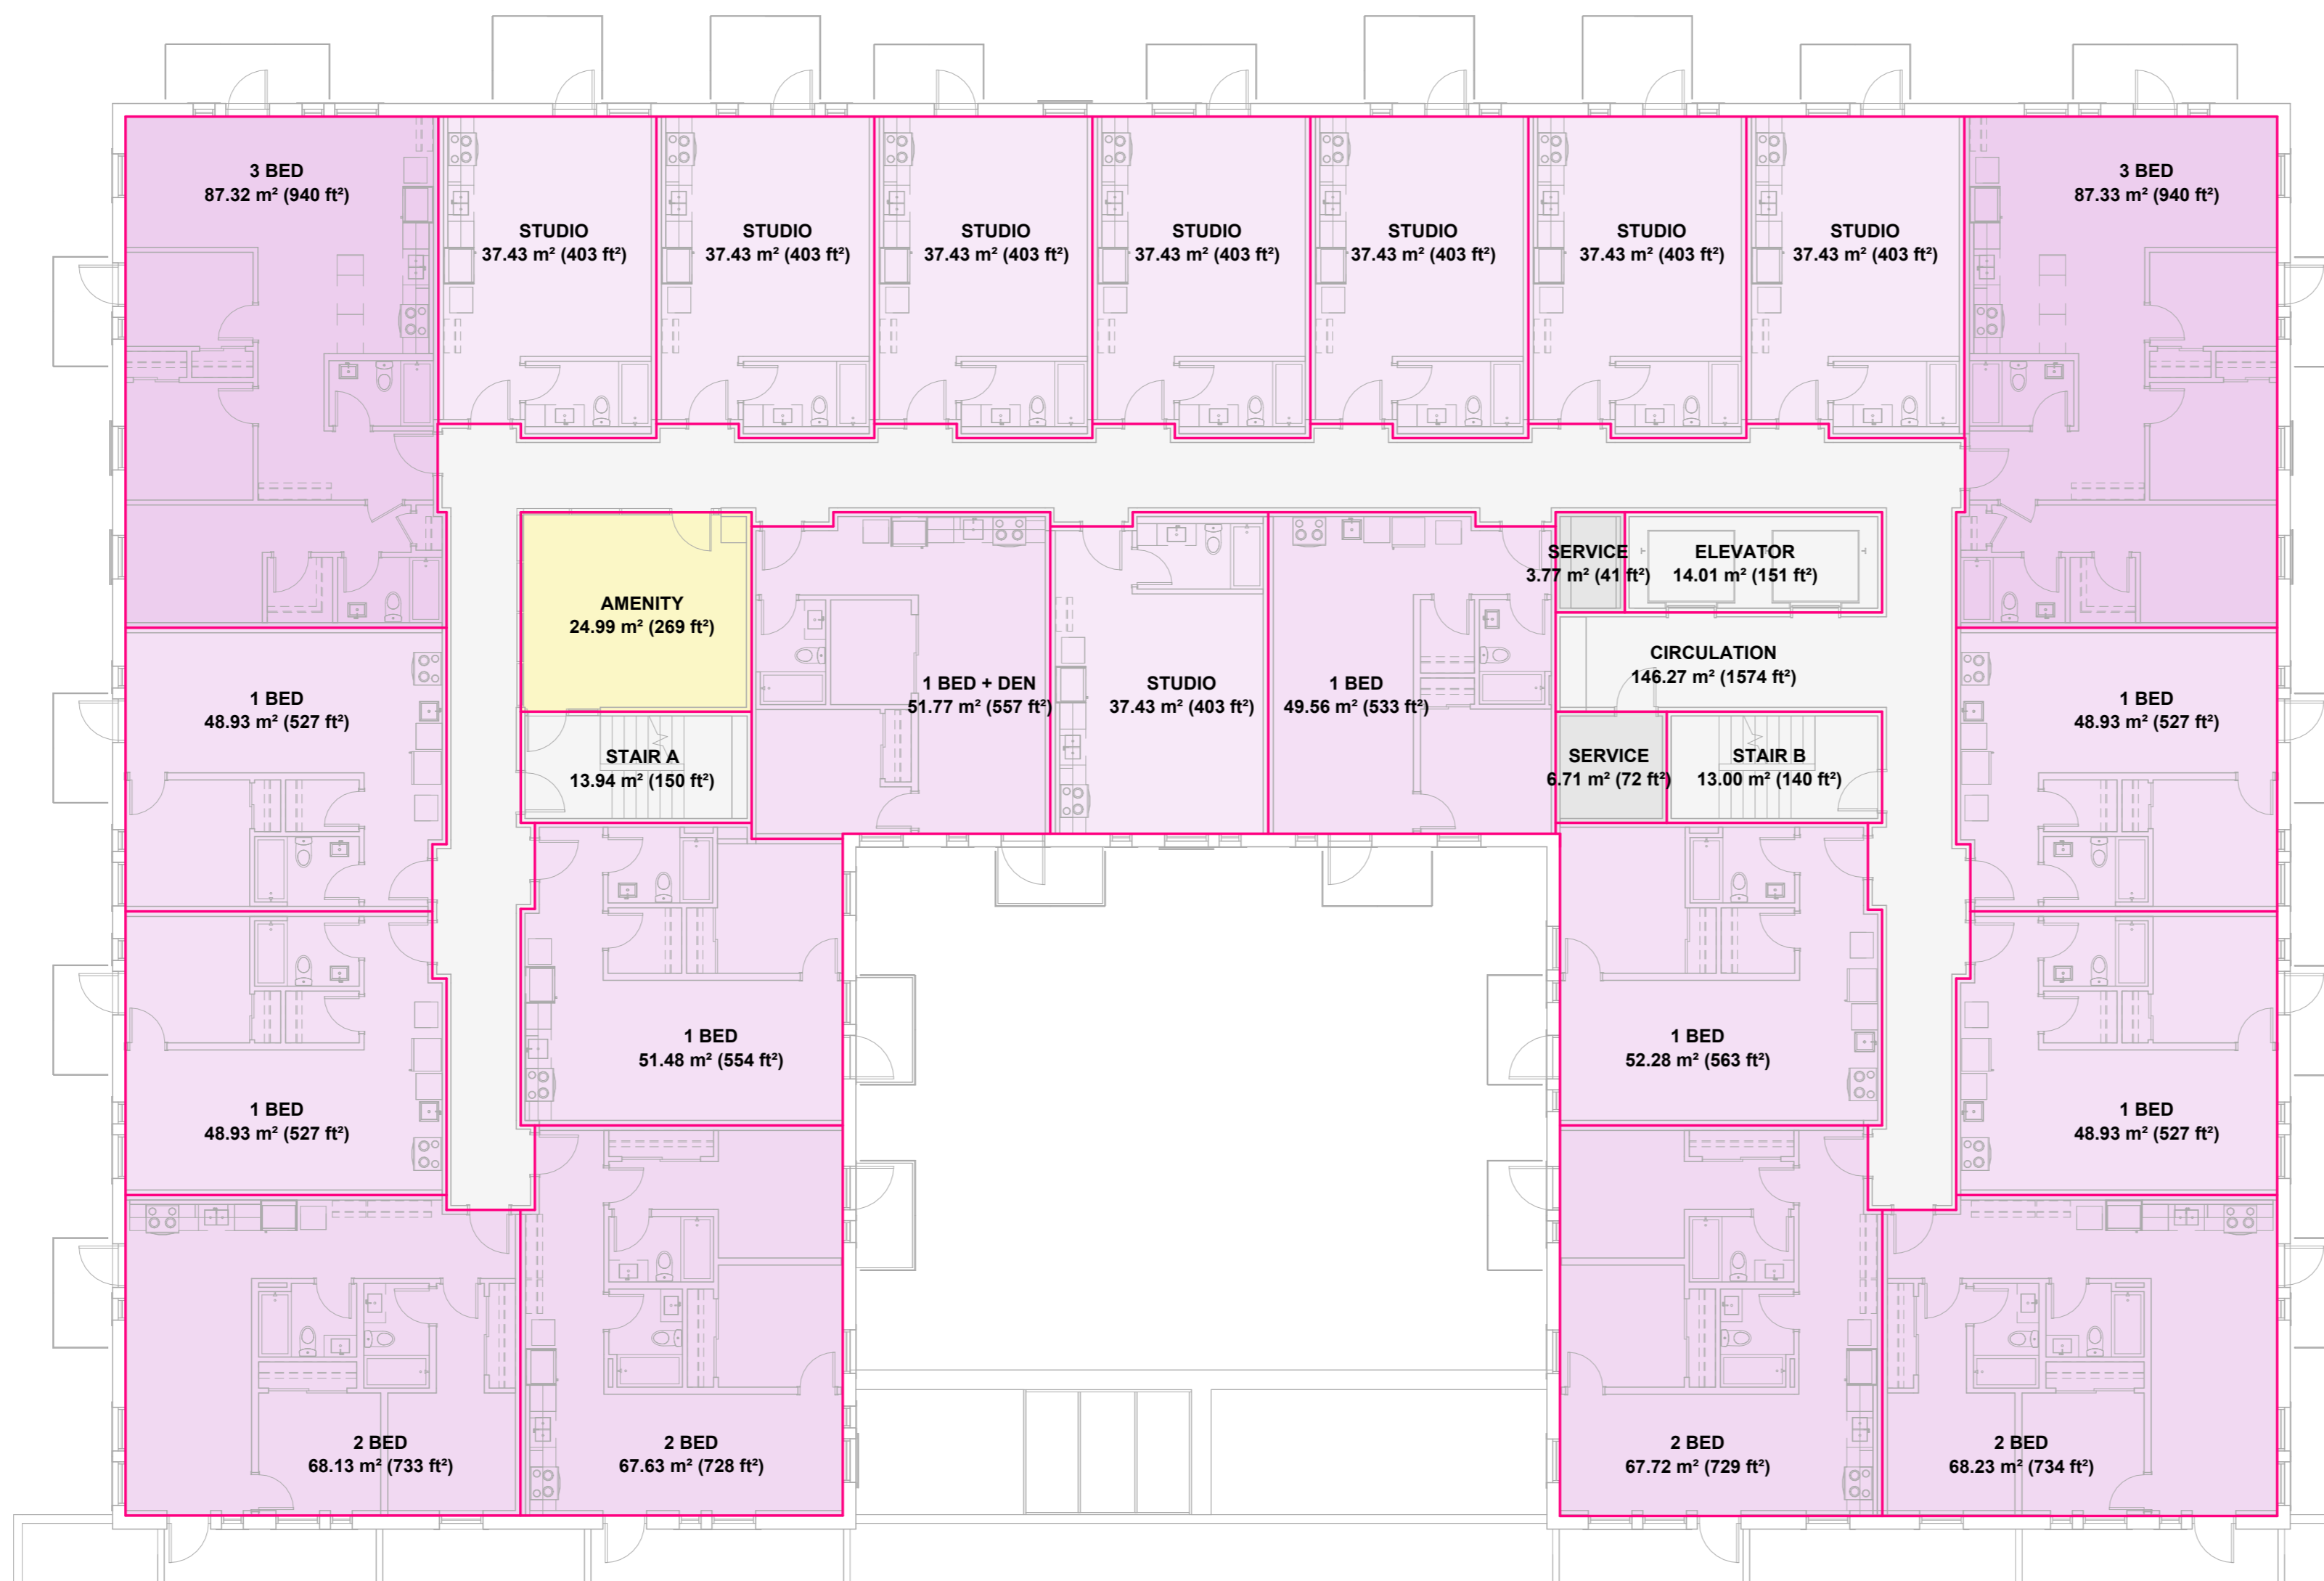 3 BED
87.32 m² (940 ft²)
STUDIO
37.43 m² (403 ft²)
STUDIO
37.43 m² (403 ft²)
STUDIO
37.43 m² (403 ft²)
STUDIO
37.43 m² (403 ft²)
STUDIO
37.43 m² (403 ft²)
STUDIO
37.43 m² (403 ft²)
STUDIO
37.43 m² (403 ft²)
3 BED
87.33 m² (940 ft²)
AMENITY
24.99 m² (269 ft²)
SERVICE
3.77 m² (41 ft²)
ELEVATOR
14.01 m² (151 ft²)
CIRCULATION
146.27 m² (1574 ft²)
1 BED
48.93 m² (527 ft²)
1 BED + DEN
51.77 m² (557 ft²)
STUDIO
37.43 m² (403 ft²)
1 BED
49.56 m² (533 ft²)
1 BED
48.93 m² (527 ft²)
STAIR A
13.94 m² (150 ft²)
SERVICE
6.71 m² (72 ft²)
STAIR B
13.00 m² (140 ft²)
1 BED
51.48 m² (554 ft²)
1 BED
52.28 m² (563 ft²)
1 BED
48.93 m² (527 ft²)
1 BED
48.93 m² (527 ft²)
2 BED
68.13 m² (733 ft²)
2 BED
67.63 m² (728 ft²)
2 BED
67.72 m² (729 ft²)
2 BED
68.23 m² (734 ft²)